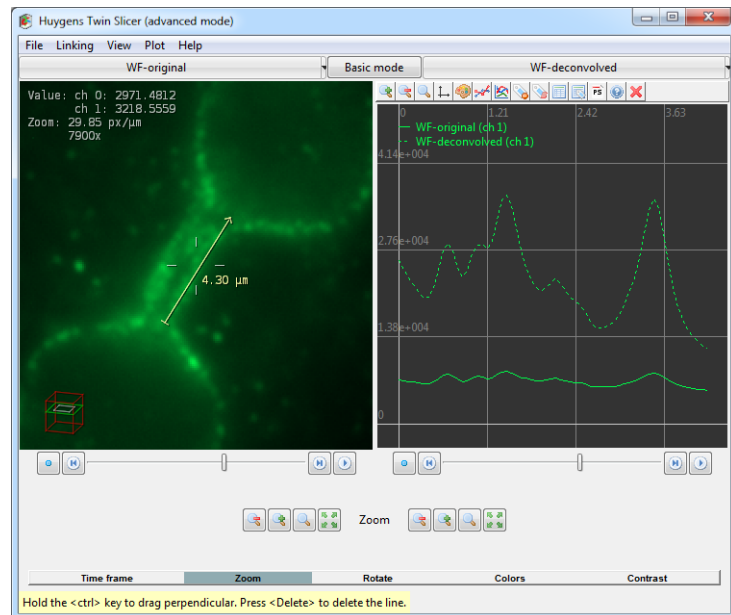 Huygens Twin Slicer (advanced mode)
File Linking View Plot Help
WF-original Basic mode WF-deconvolved
Value: ch 0: 2971.4812
ch 1: 3218.5559
Zoom: 29.85 px/µm
7900x
4.30 µm
FS
0 1.21 2.42 3.63
WF-original (ch 1)
WF-deconvolved (ch 1)
4.14e+004
2.76e+004
1.38e+004
0
Zoom
Time frame Zoom Rotate Colors Contrast
Hold the <ctrl> key to drag perpendicular. Press <Delete> to delete the line.